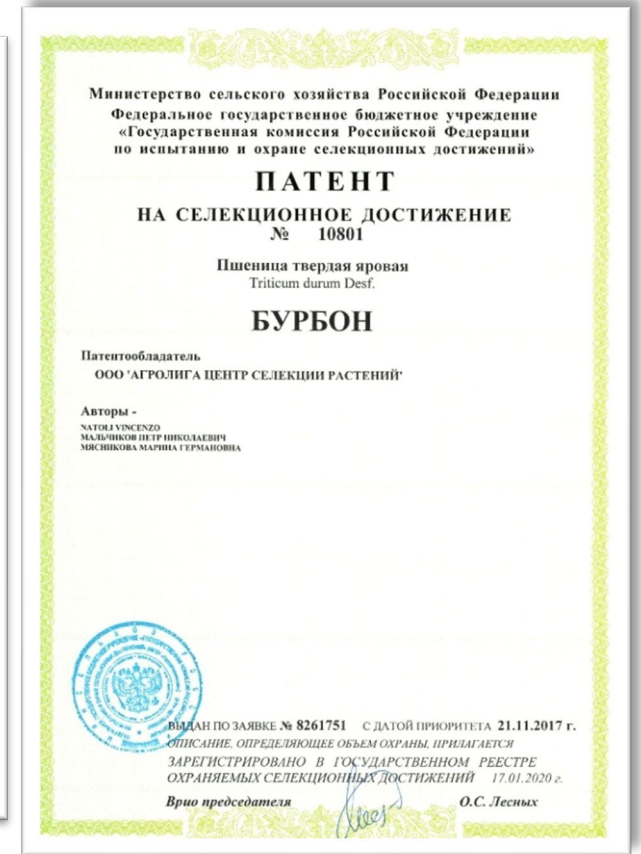 Министерство сельского хозяйства Российской Федерации
Федеральное государственное бюджетное учреждение
«Государственная комиссия Российской Федерации
по испытанию и охране селекционных достижений»
ПАТЕНТ
НА СЕЛЕКЦИОННОЕ ДОСТИЖЕНИЕ
№ 10801
Пшеница твердая яровая
Triticum durum Desf.
БУРБОН
Патентообладатель
ООО 'АГРОЛИГА ЦЕНТР СЕЛЕКЦИИ РАСТЕНИЙ'
Авторы -
NATOLI VINCENZO
МАЛЬЧИКОВ ПЕТР НИКОЛАЕВИЧ
МЯСНИКОВА МАРИНА ГЕРМАНОВНА
ВЫДАН ПО ЗАЯВКЕ № 8261751 С ДАТОЙ ПРИОРИТЕТА 21.11.2017 г.
ОПИСАНИЕ, ОПРЕДЕЛЯЮЩЕЕ ОБЪЕМ ОХРАНЫ, ПРИЛАГАЕТСЯ
ЗАРЕГИСТРИРОВАНО В ГОСУДАРСТВЕННОМ РЕЕСТРЕ
ОХРАНЯЕМЫХ СЕЛЕКЦИОННЫХ ДОСТИЖЕНИЙ 17.01.2020 г.
Врио председателя О.С. Лесных